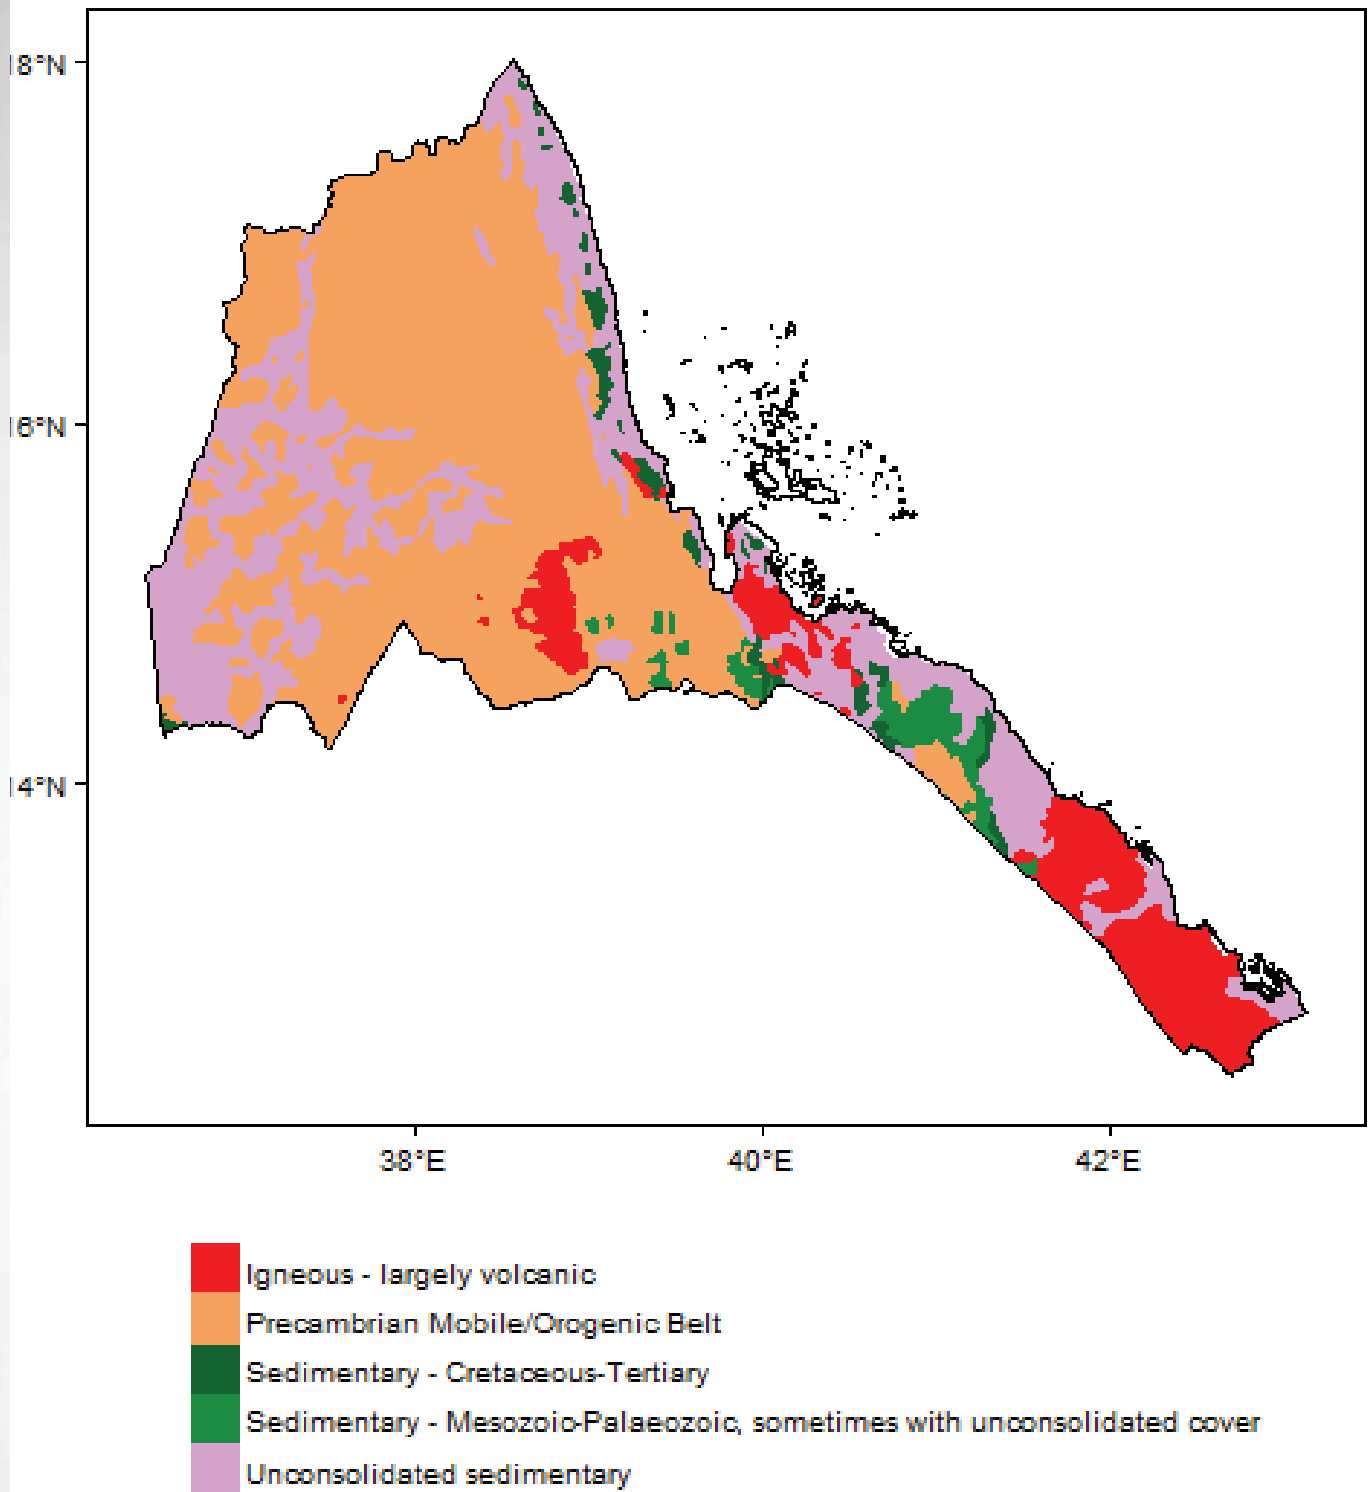 18°N
16°N
14°N
38°E
40°E
42°E
Igneous - largely volcanic
Precambrian Mobile/Orogenic Belt
Sedimentary - Cretaceous-Tertiary
Sedimentary - Mesozoic-Palaeozoic, sometimes with unconsolidated cover
Unconsolidated sedimentary